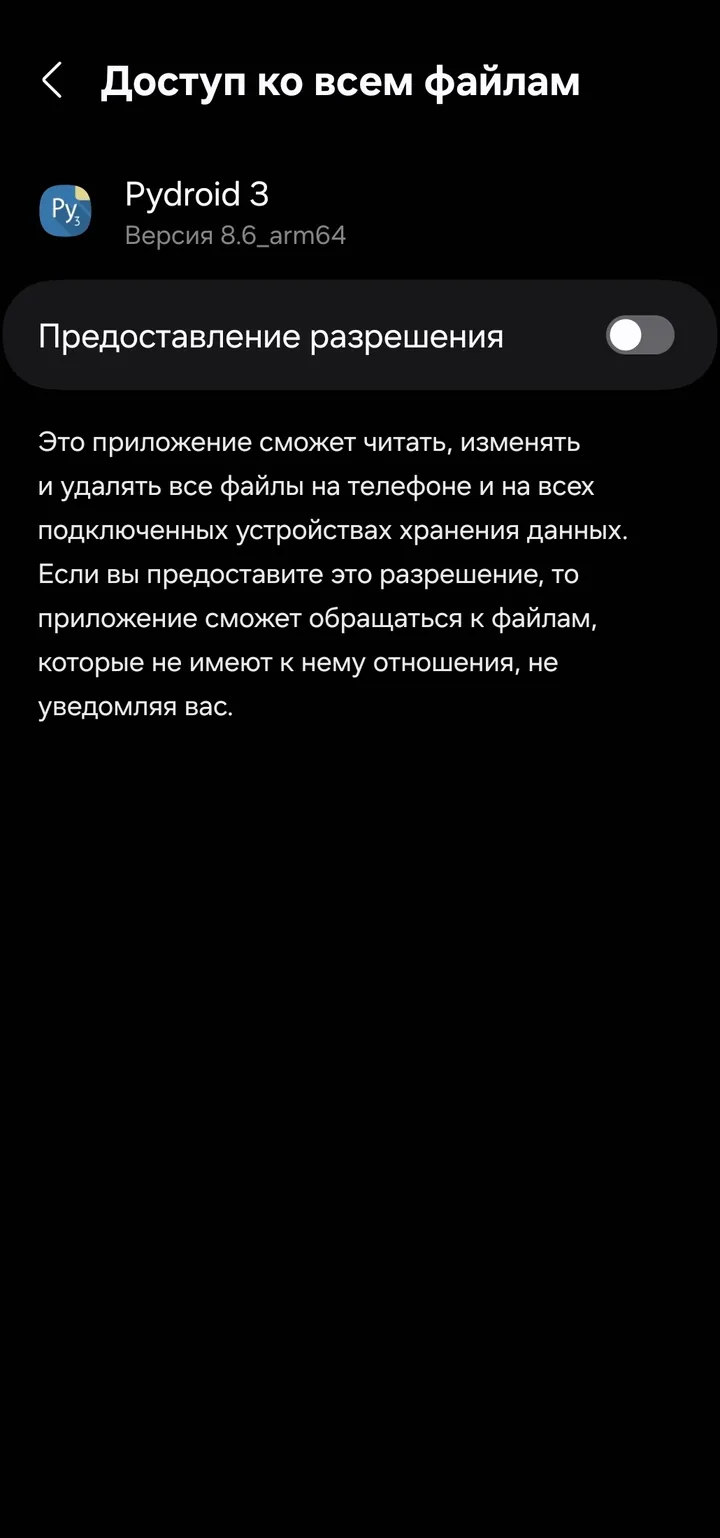 Доступ ко всем файлам
Py3
Pydroid 3
Версия 8.6_arm64
Предоставление разрешения
Это приложение сможет читать, изменять
и удалять все файлы на телефоне и на всех
подключенных устройствах хранения данных.
Если вы предоставите это разрешение, то
приложение сможет обращаться к файлам,
которые не имеют к нему отношения, не
уведомляя вас.